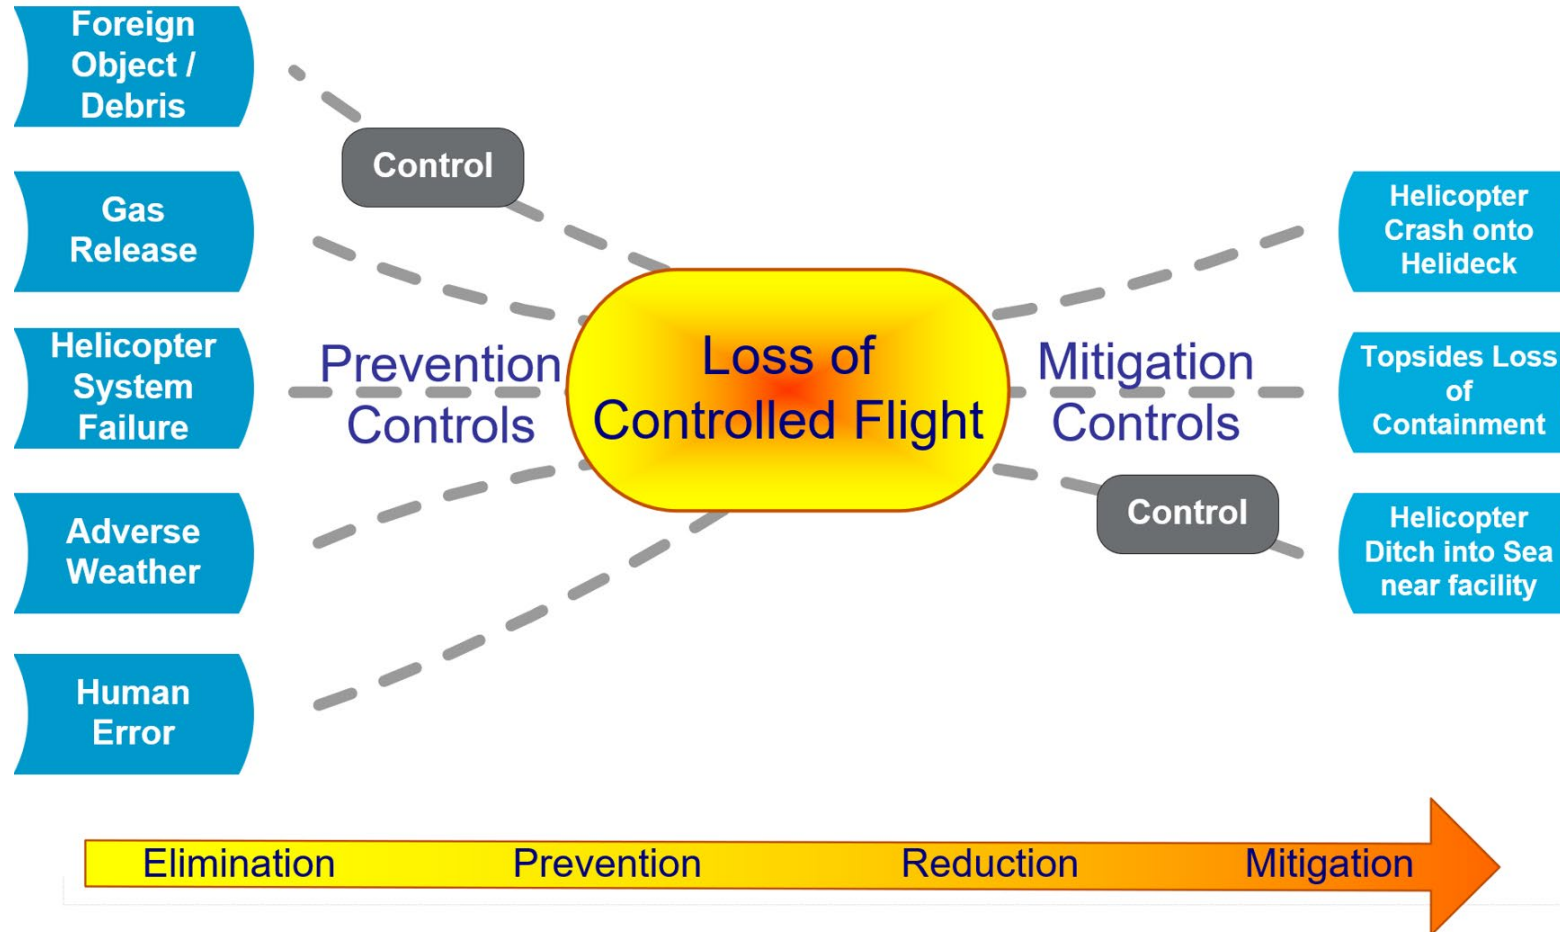 Foreign
Object /
Debris
Control
Gas
Release
Helicopter
System
Failure
Adverse
Weather
Human
Error
Prevention
Controls
Loss of
Controlled Flight
Mitigation
Controls
Control
Helicopter
Crash onto
Helideck
Topsides Loss
of
Containment
Helicopter
Ditch into Sea
near facility
Elimination Prevention Reduction Mitigation